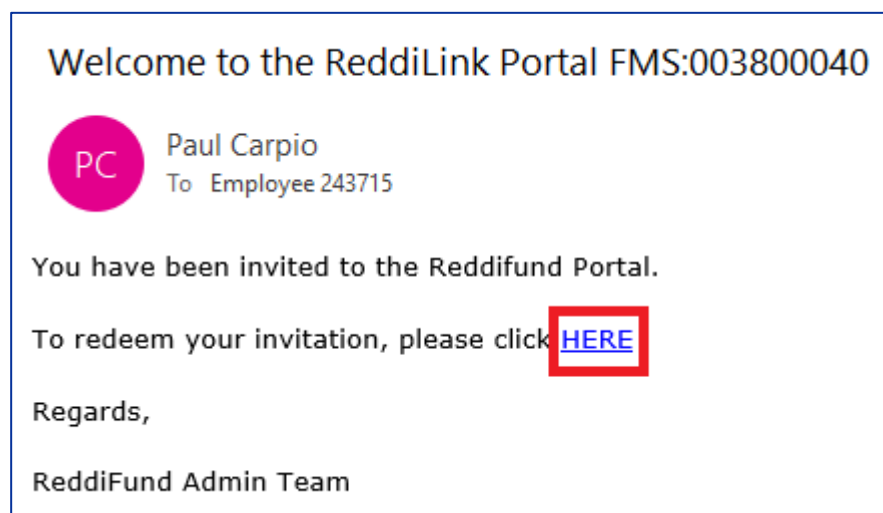 Welcome to the ReddiLink Portal FMS:003800040
PC
Paul Carpio
To Employee 243715
You have been invited to the Reddifund Portal.
To redeem your invitation, please click HERE
Regards,
ReddiFund Admin Team